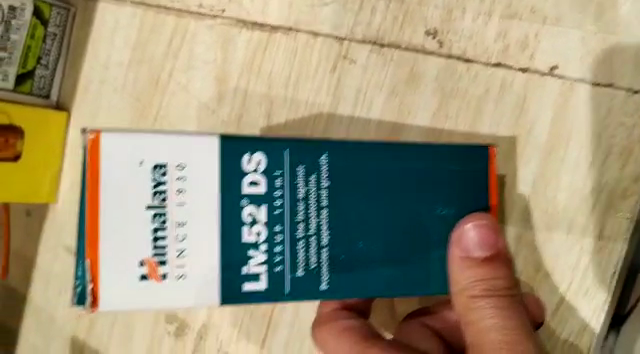 Himalaya
SINCE 1930
Liv.52® DS
SYRUP 100ml
Protects the liver against
various hepatotoxins.
Promotes appetite and growth.